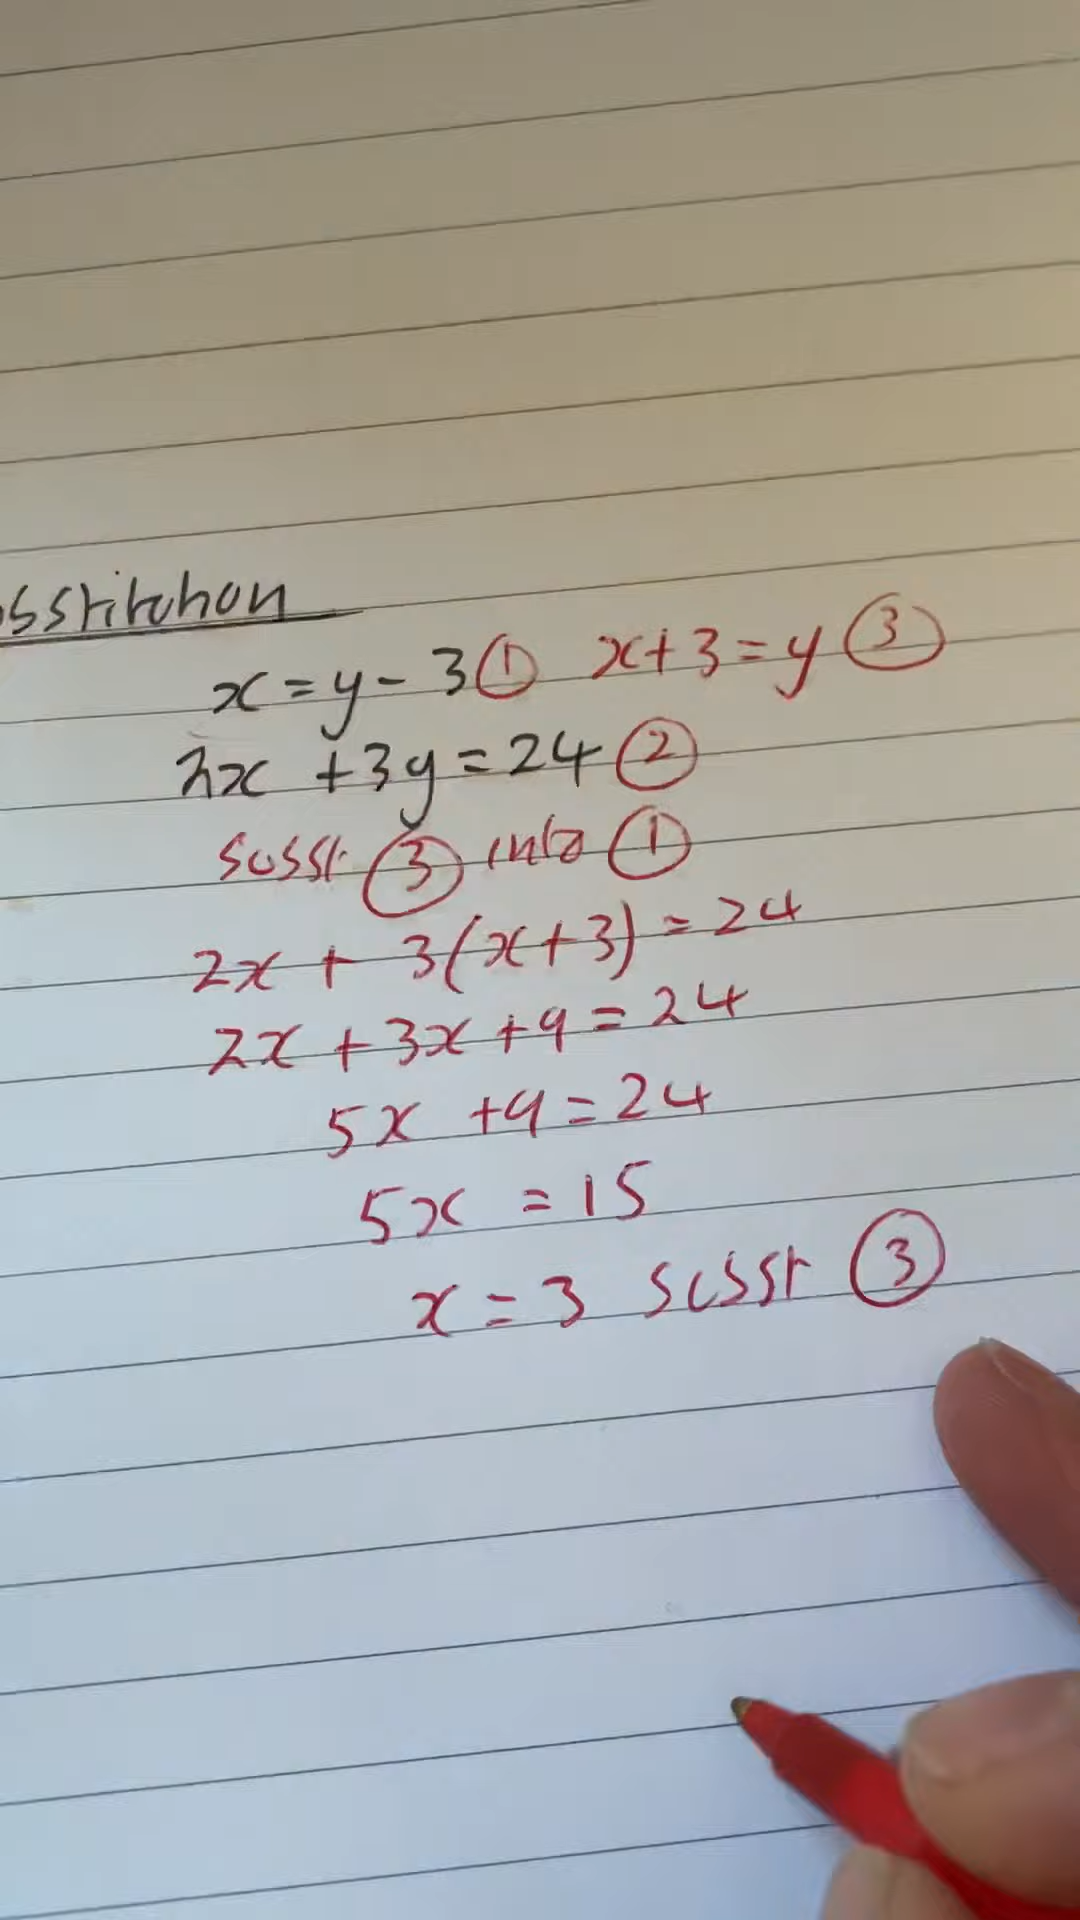 bsstitution
x = y - 3 ① x + 3 = y ③
2x + 3y = 24 ②
subst ③ into ①
2x + 3(x + 3) = 24
2x + 3x + 9 = 24
5x + 9 = 24
5x = 15
x = 3 subst ③